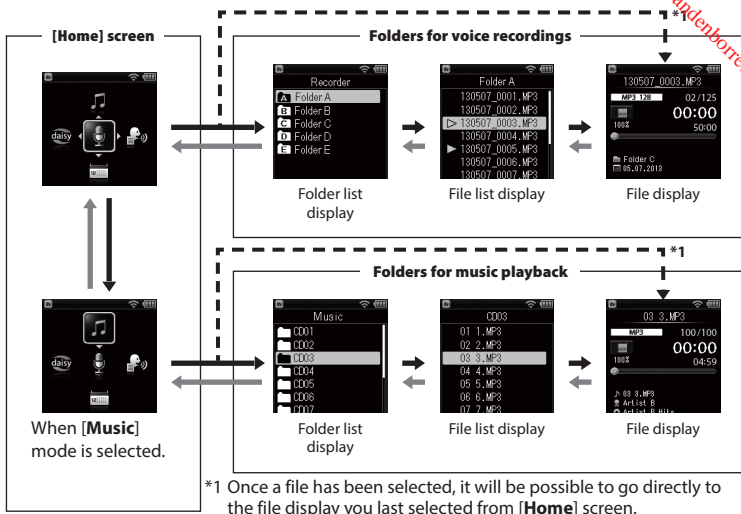 [Home] screen
Folders for voice recordings
*1
daisy
Recorder
Folder A
Folder B
Folder C
Folder D
Folder E
Folder list
display
Folder A
130507_0001.MP3
130507_0002.MP3
130507_0003.MP3
130507_0004.MP3
130507_0005.MP3
130507_0006.MP3
130507_0007.MP3
File list display
130507_0003.MP3
MP3 128 02/125
00:00
100% 50:00
Folder C
05.07.2013
File display
*1
Folders for music playback
daisy
When [Music]
mode is selected.
Music
CD01
CD02
CD03
CD04
CD05
CD06
CD07
Folder list
display
CD03
01 1.MP3
02 2.MP3
03 3.MP3
04 4.MP3
05 5.MP3
06 6.MP3
07 7.MP3
File list display
03 3.MP3
MP3 100/100
00:00
100% 04:59
03 3.MP3
Artist B
Artist B Hits
File display
*1 Once a file has been selected, it will be possible to go directly to
the file display you last selected from [Home] screen.